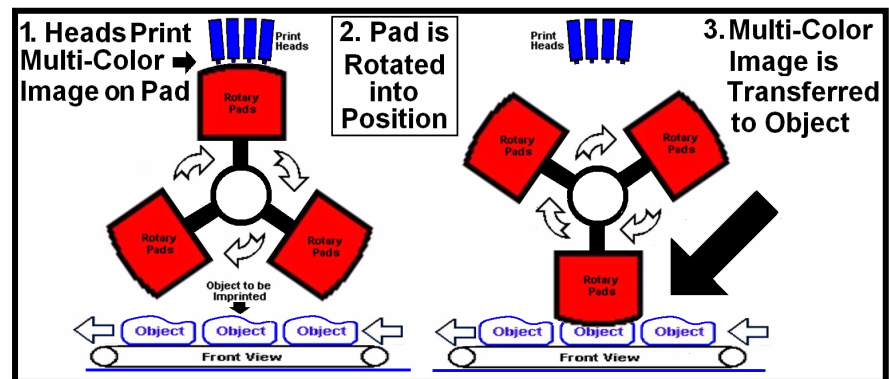 1. Heads Print
Multi-Color
Image on Pad
Print
Heads
Rotary
Pads
Rotary
Pads
Rotary
Pads
Object to be
Imprinted
Object
Object
Object
Front View
2. Pad is
Rotated
into
Position
Print
Heads
3. Multi-Color
Image is
Transferred
to Object
Rotary
Pads
Rotary
Pads
Rotary
Pads
Object
Object
Object
Front View